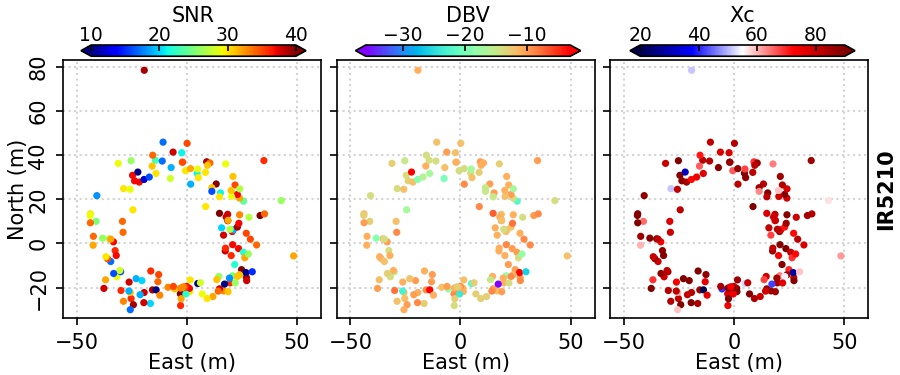 SNR DBV Xc
10 20 30 40 −30 −20 −10 20 40 60 80
80
60
40
20
0
−20
North (m)
IR5210
−50 0 50 −50 0 50 −50 0 50
East (m) East (m) East (m)